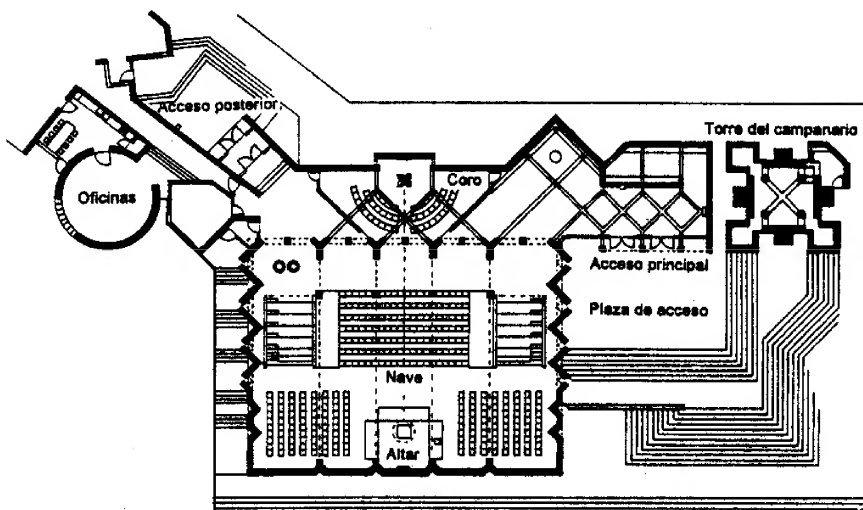 Acceso posterior
Torre del campanario
Coro
Oficinas
Acceso principal
Plaza de acceso
Nave
Altar